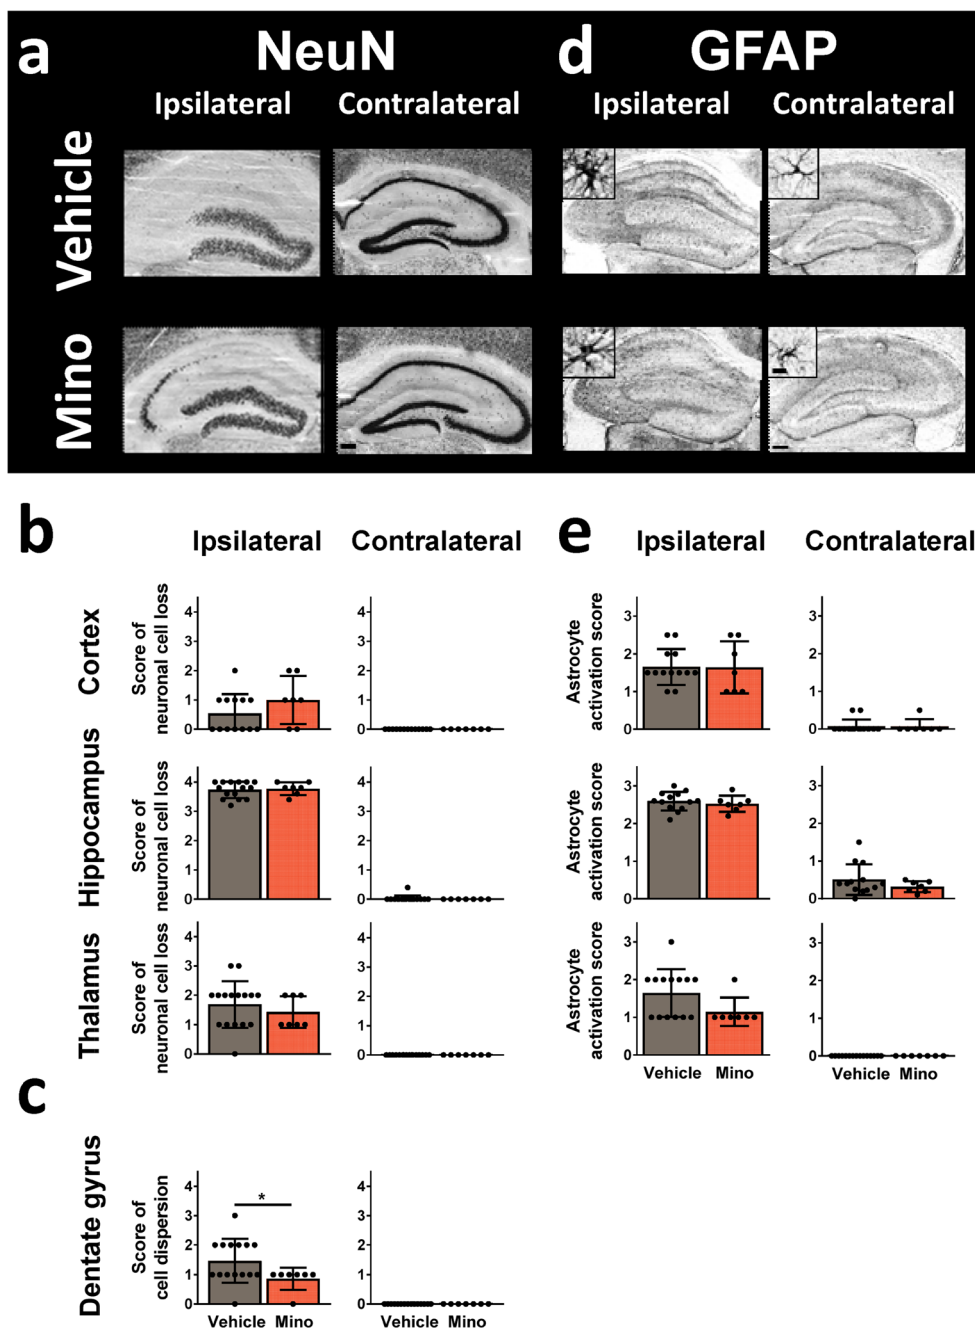 a NeuN d GFAP
Ipsilateral Contralateral Ipsilateral Contralateral
Vehicle
Mino
b Ipsilateral Contralateral e Ipsilateral Contralateral
Cortex
Score of
neuronal cell loss
4
3
2
1
0
4
3
2
1
0
Astrocyte
activation score
3
2
1
0
3
2
1
0
Hippocampus
Score of
neuronal cell loss
4
3
2
1
0
4
3
2
1
0
Astrocyte
activation score
3
2
1
0
3
2
1
0
Thalamus
Score of
neuronal cell loss
4
3
2
1
0
4
3
2
1
0
Astrocyte
activation score
3
2
1
0
3
2
1
0
Vehicle Mino Vehicle Mino
c
Dentate gyrus
Score of
cell dispersion
4
3
2
1
0
*
4
3
2
1
0
Vehicle Mino Vehicle Mino